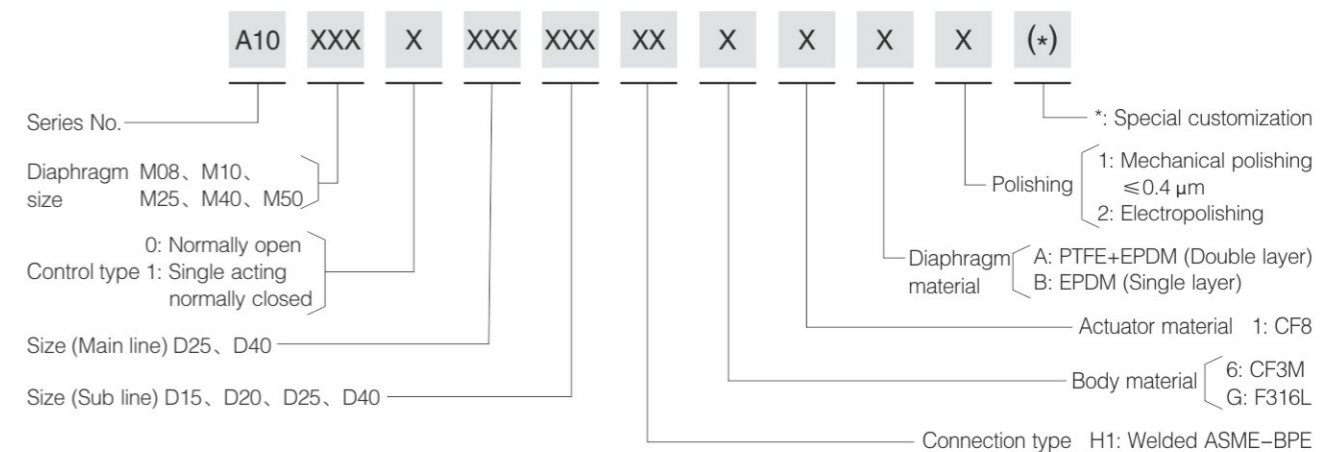 A10 XXX X XXX XXX XX X X X X (*)
Series No.
*: Special customization
Diaphragm size
M08、M10、
M25、M40、M50
Polishing
1: Mechanical polishing
≤0.4 μm
2: Electropolishing
Control type
0: Normally open
1: Single acting
normally closed
Diaphragm
material
A: PTFE+EPDM (Double layer)
B: EPDM (Single layer)
Actuator material 1: CF8
Size (Main line) D25、D40
Body material
6: CF3M
G: F316L
Size (Sub line) D15、D20、D25、D40
Connection type H1: Welded ASME–BPE